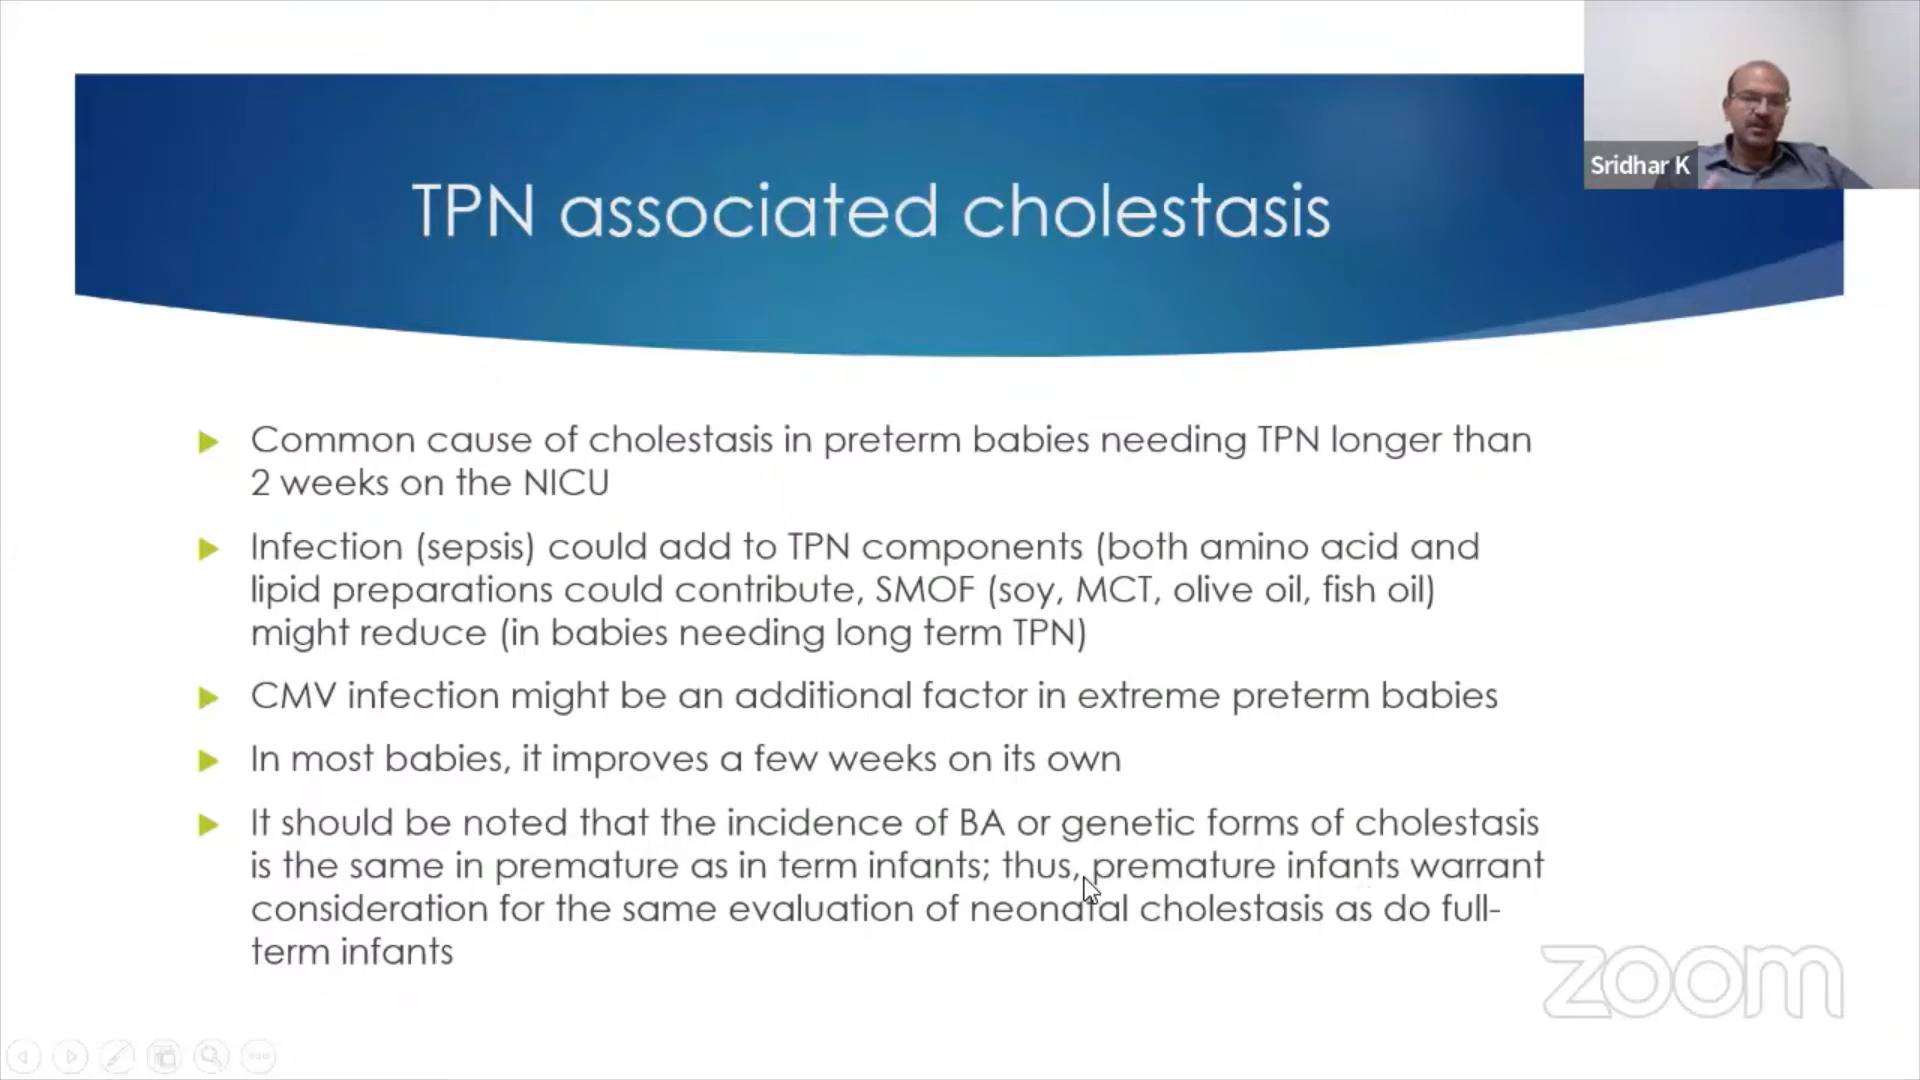 Sridhar K
TPN associated cholestasis
Common cause of cholestasis in preterm babies needing TPN longer than
2 weeks on the NICU
Infection (sepsis) could add to TPN components (both amino acid and
lipid preparations could contribute, SMOF (soy, MCT, olive oil, fish oil)
might reduce (in babies needing long term TPN)
CMV infection might be an additional factor in extreme preterm babies
In most babies, it improves a few weeks on its own
It should be noted that the incidence of BA or genetic forms of cholestasis
is the same in premature as in term infants; thus, premature infants warrant
consideration for the same evaluation of neonatal cholestasis as do full-
term infants
zoom